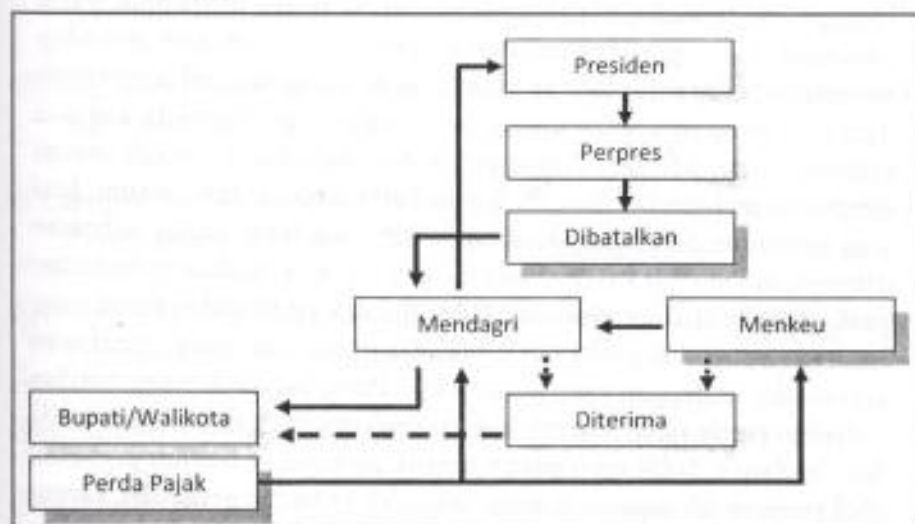 Presiden
Perpres
Dibatalkan
Mendagri
Menkeu
Bupati/Walikota
Diterima
Perda Pajak